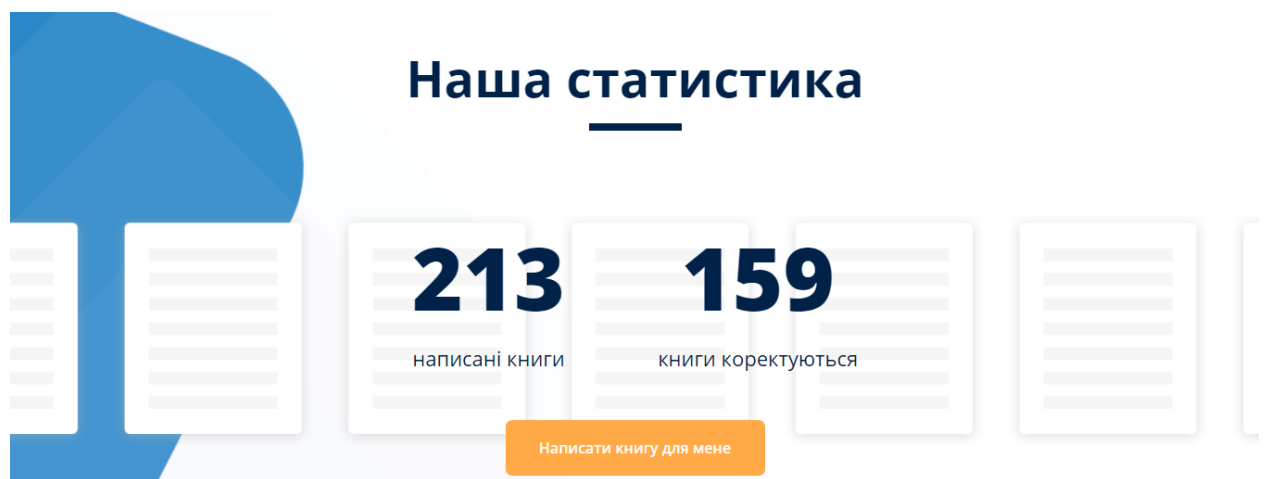 Наша статистика
213 159
написані книги книги коректуються
Написати книгу для мене